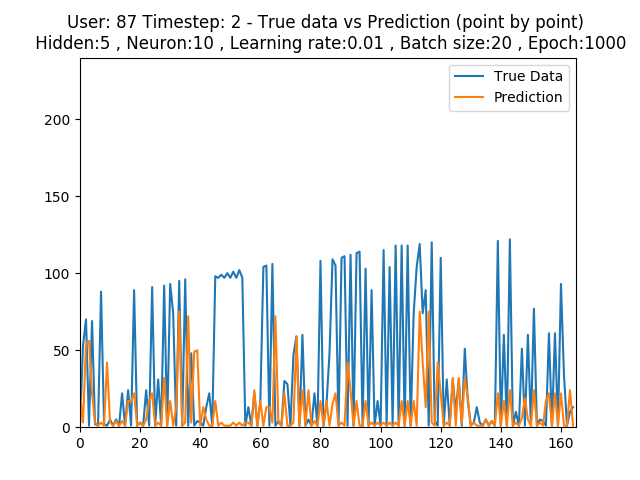 User: 87 Timestep: 2 - True data vs Prediction (point by point)
Hidden:5 , Neuron:10 , Learning rate:0.01 , Batch size:20 , Epoch:1000
True Data
Prediction
200
150
100
50
0
0 20 40 60 80 100 120 140 160